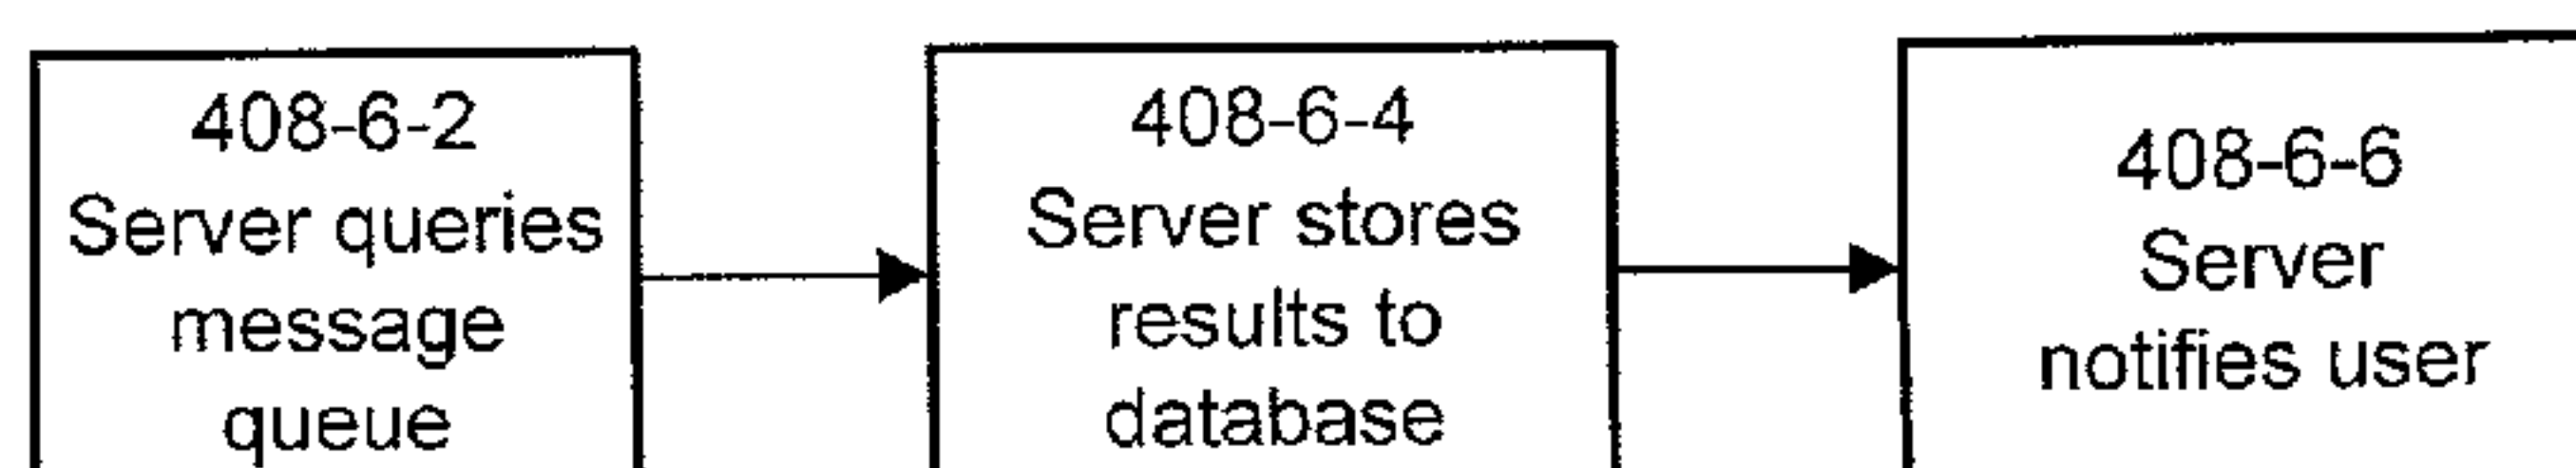 408-6-2
Server queries
message
queue
408-6-4
Server stores
results to
database
408-6-6
Server
notifies user